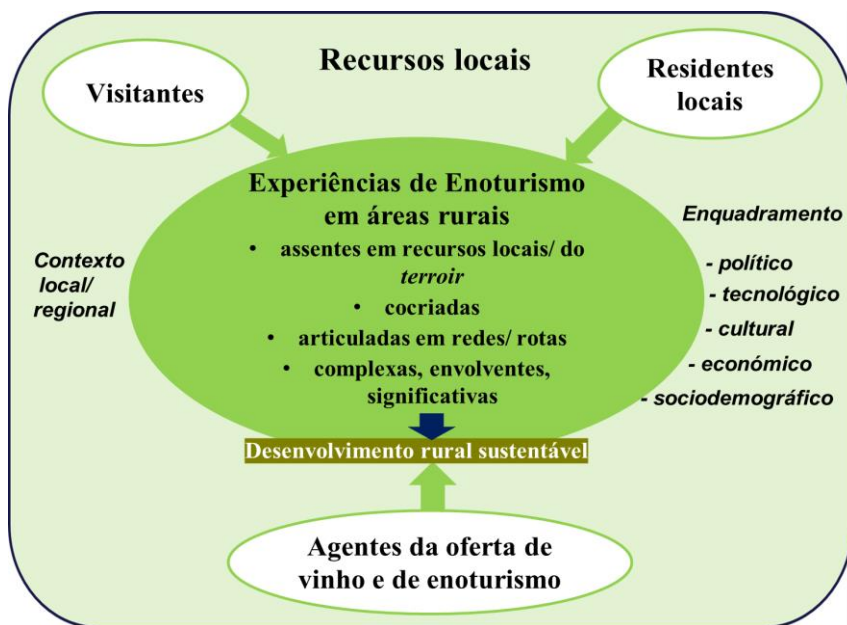 Recursos locais
Visitantes
Residentes
locais
Experiências de Enoturismo
em áreas rurais
• assentes em recursos locais/ do
terroir
• cocriadas
• articuladas em redes/ rotas
• complexas, envolventes,
significativas
Contexto
local/
regional
Enquadramento
- político
- tecnológico
- cultural
- económico
- sociodemográfico
Desenvolvimento rural sustentável
Agentes da oferta de
vinho e de enoturismo